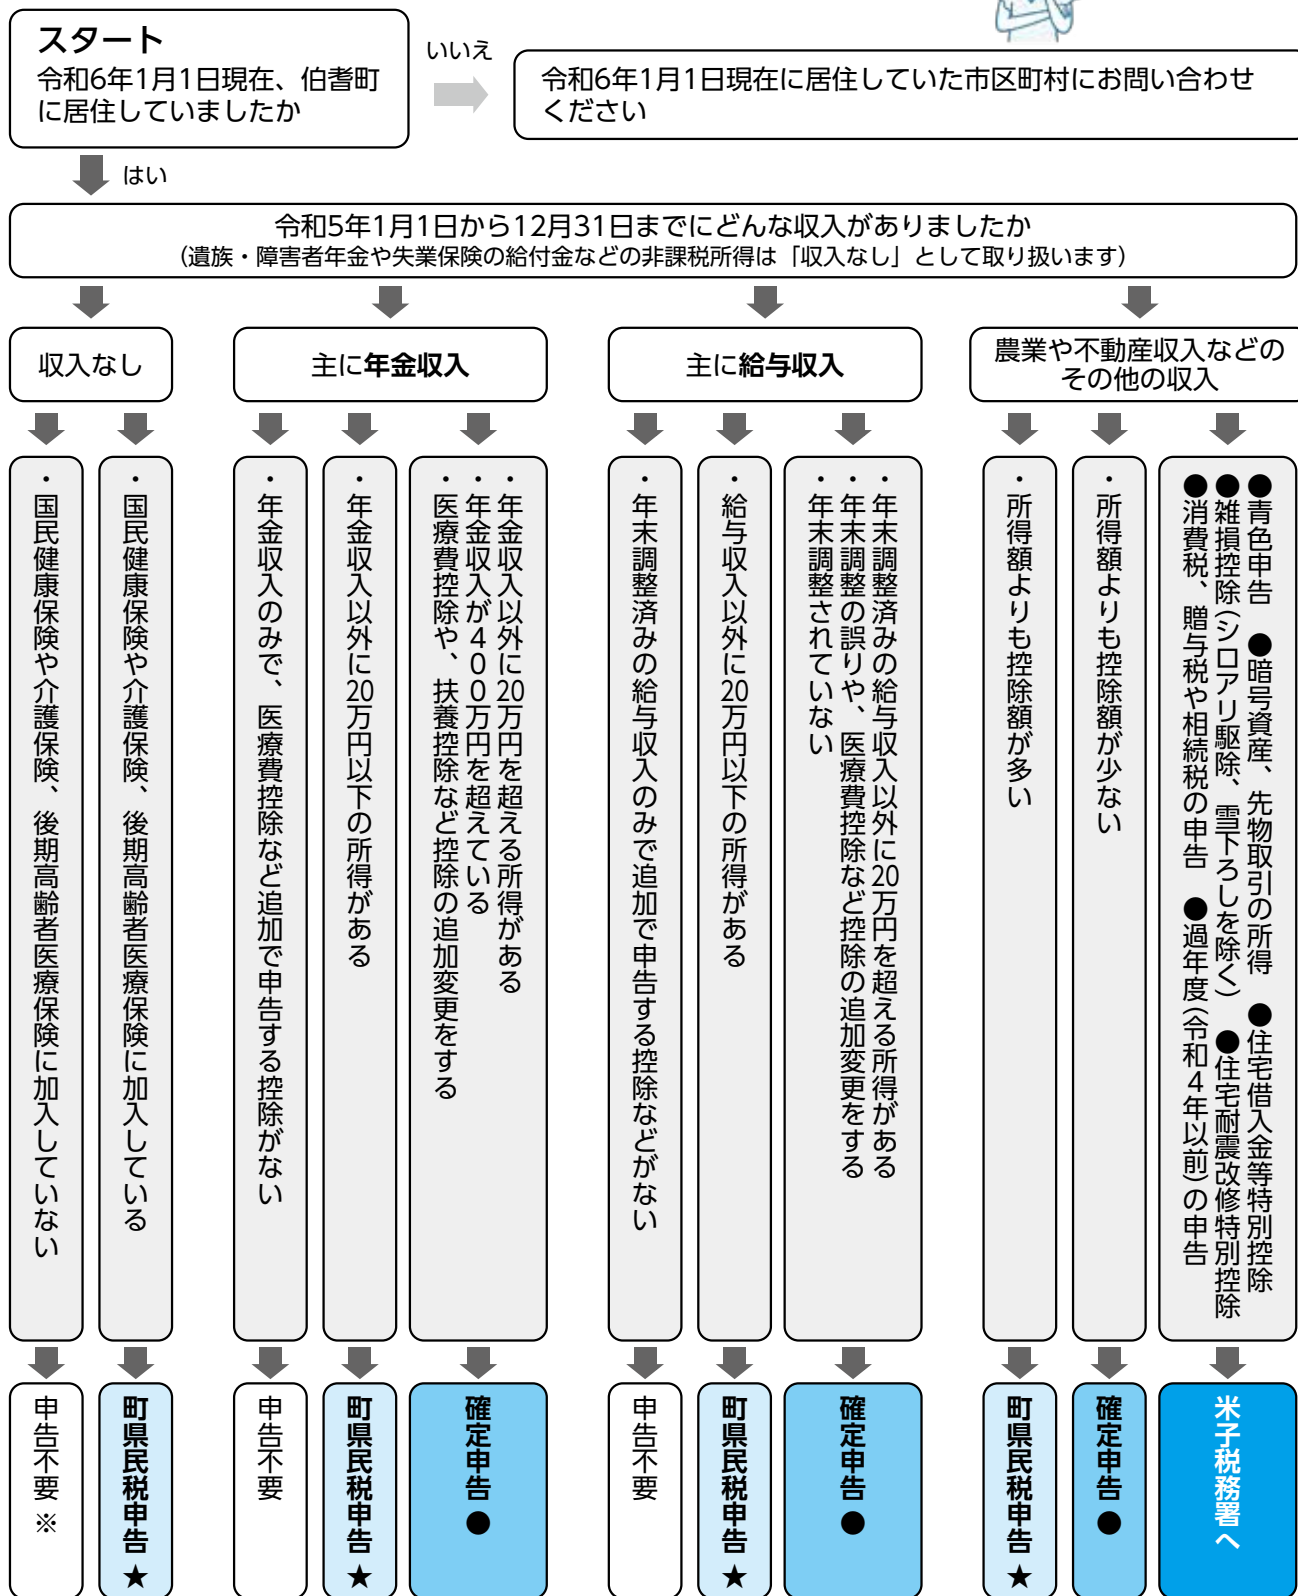 スタート
令和6年1月1日現在、伯耆町
に居住していましたか
いいえ
令和6年1月1日現在に居住していた市区町村にお問い合わせ
ください
はい
令和5年1月1日から12月31日までにどんな収入がありましたか
（遺族・障害者年金や失業保険の給付金などの非課税所得は「収入なし」として取り扱います）
収入なし
主に年金収入
主に給与収入
農業や不動産収入などの
その他の収入
・国民健康保険や介護保険、後期高齢者医療保険に加入していない
・国民健康保険や介護保険、後期高齢者医療保険に加入している
・年金収入のみで、医療費控除など追加で申告する控除がない
・年金収入以外に20万円以下の所得がある
・年金収入以外に20万円を超える所得がある
・年金収入が400万円を超えている
・医療費控除や、扶養控除など控除の追加変更をする
・年末調整済みの給与収入のみで追加で申告する控除などがない
・給与収入以外に20万円以下の所得がある
・年末調整済みの給与収入以外に20万円を超える所得がある
・年末調整の誤りや、医療費控除など控除の追加変更をする
・年末調整されていない
・所得額よりも控除額が多い
・所得額よりも控除額が少ない
●青色申告　●暗号資産、先物取引の所得　●住宅借入金等特別控除
●雑損控除（シロアリ駆除、雪下ろしを除く）　●住宅耐震改修特別控除
●消費税、贈与税や相続税の申告　●過年度（令和４年以前）の申告
申告不要※
町県民税申告★
申告不要
町県民税申告★
確定申告●
申告不要
町県民税申告★
確定申告●
町県民税申告★
確定申告●
米子税務署へ